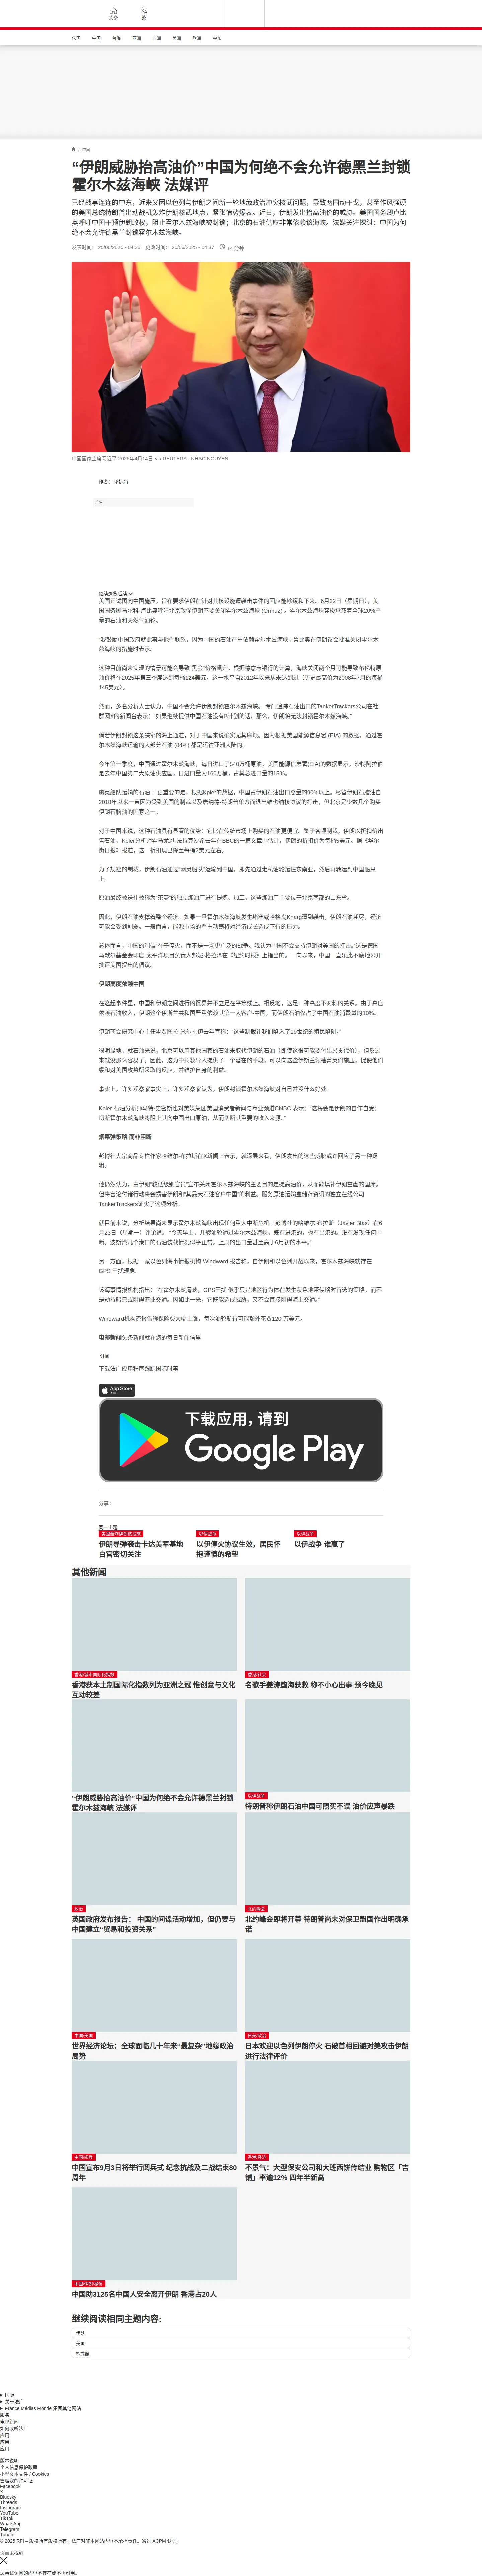 头条
繁
法国
中国
台海
亚洲
非洲
美洲
欧洲
中东
/ 中国
“伊朗威胁抬高油价”中国为何绝不会允许德黑兰封锁
霍尔木兹海峡 法媒评
已经战事连连的中东，近来又因以色列与伊朗之间新一轮地缘政治冲突核武问题，导致两国动干戈，甚至作风强硬
的美国总统特朗普出动战机轰炸伊朗核武地点，紧张情势爆表。近日，伊朗发出抬高油价的威胁。美国国务卿卢比
奥呼吁中国干预伊朗政权，阻止霍尔木兹海峡被封锁；北京的石油供应非常依赖该海峡。法媒关注探讨：中国为何
绝不会允许德黑兰封锁霍尔木兹海峡。
发表时间： 25/06/2025 - 04:35 更改时间： 25/06/2025 - 04:37 14 分钟
中国国家主席习近平 2025年4月14日 via REUTERS - NHAC NGUYEN
作者： 珍妮特
广告
继续浏览后续
美国正试图向中国施压，旨在要求伊朗在针对其核设施遭袭击事件的回应能够缓和下来。6月22日（星期日），美
国国务卿马尔科·卢比奥呼吁北京敦促伊朗不要关闭霍尔木兹海峡 (Ormuz) 。霍尔木兹海峡穿梭承载着全球20%产
量的石油和天然气油轮。
“我鼓励中国政府就此事与他们联系，因为中国的石油严重依赖霍尔木兹海峡，”鲁比奥在伊朗议会批准关闭霍尔木
兹海峡的措施时表示。
这种目前尚未实现的情景可能会导致“黑金”价格飙升。根据德意志银行的计算，海峡关闭两个月可能导致布伦特原
油价格在2025年第三季度达到每桶124美元。这一水平自2012年以来从未达到过（历史最高价为2008年7月的每桶
145美元）。
然而，多名分析人士认为，中国不会允许伊朗封锁霍尔木兹海峡。 专门追踪石油出口的TankerTrackers公司在社
群网X的新闻台表示：“如果继续提供中国石油没有B计划的话，那么，伊朗将无法封锁霍尔木兹海峡。”
倘若伊朗封锁这条狭窄的海上通道，对于中国来说确实尤其麻烦。因为根据美国能源信息署 (EIA) 的数据，通过霍
尔木兹海峡运输的大部分石油 (84%) 都是运往亚洲大陆的。
今年第一季度，中国通过霍尔木兹海峡，每日进口了540万桶原油。美国能源信息署(EIA)的数据显示，沙特阿拉伯
是去年中国第二大原油供应国，日进口量为160万桶，占其总进口量的15%。
幽灵船队运输的石油 ：更重要的是，根据Kpler的数据，中国占伊朗石油出口总量的90%以上。尽管伊朗石脑油自
2018年以来一直因为受到美国的制裁以及唐纳德·特朗普单方面退出维也纳核协议的打击，但北京是少数几个购买
伊朗石脑油的国家之一。
对于中国来说，这种石油具有显著的优势：它比在传统市场上购买的石油更便宜。鉴于各项制裁，伊朗以折扣价出
售石油。Kpler分析师霍马尤恩·法拉克沙希去年在BBC的一篇文章中估计，伊朗的折扣价为每桶5美元。据《华尔
街日报》报道，这一折扣现已降至每桶2美元左右。
为了规避的制裁，伊朗石油通过“幽灵船队”运输到中国，即先通过走私油轮运往东南亚，然后再转运到中国船只
上。
原油最终被送往被称为“茶壶”的独立炼油厂进行提炼、加工，这些炼油厂主要位于北京南部的山东省。
因此，伊朗石油支撑着整个经济。如果一旦霍尔木兹海峡发生堵塞或哈格岛Kharg遭到袭击，伊朗石油耗尽，经济
可能会受到削弱。一般而言，能源市场的严重动荡将对经济成长造成下行的压力。
总体而言，中国的利益“在于停火，而不是一场更广泛的战争。我认为中国不会支持伊朗对美国的打击，”这是德国
马歇尔基金会印度-太平洋项目负责人邦妮·格拉泽在《纽约时报》上指出的。一向以来，中国一直乐此不疲地公开
批评美国提出的倡议。
伊朗高度依赖中国
在这起事件里，中国和伊朗之间进行的贸易并不立足在平等线上，相反地，这是一种高度不对称的关系。由于高度
依赖石油收入，伊朗这个伊斯兰共和国严重依赖其第一大客户-中国。而伊朗石油仅占了中国石油消费量的10%。
伊朗商会研究中心主任霍贾图拉·米尔扎伊去年宣称：“这些制裁让我们陷入了19世纪的殖民陷阱。”
很明显地，就石油来说，北京可以用其他国家的石油来取代伊朗的石油（即使这很可能要付出昂贵代价），但反过
来就没那么容易了。因此，这为中共领导人提供了一个潜在的手段，可以向这些伊斯兰领袖菁英们施压，促使他们
缓和对美国攻势所采取的反应，并维护自身的利益。
事实上，许多观察家事实上，许多观察家认为，伊朗封锁霍尔木兹海峡对自己并没什么好处。
Kpler 石油分析师马特·史密斯也对美媒集团美国消费者新闻与商业频道CNBC 表示：“这将会是伊朗的自作自受：
切断霍尔木兹海峡将阻止其向中国出口原油，从而切断其重要的收入来源。”
烟幕弹策略 而非阻断
彭博社大宗商品专栏作家哈维尔·布拉斯在X新闻上表示，就深层来看，伊朗发出的这些威胁或许回应了另一种逻
辑。
他仍然认为，由伊朗“较低级别官员”宣布关闭霍尔木兹海峡的主要目的是提高油价，从而能填补伊朗空虚的国库。
但将言论付诸行动将会损害伊朗和“其最大石油客户中国”的利益。服务原油运输监储存资讯的独立在线公司
TankerTrackers证实了这项分析。
就目前来说，分析结果尚未显示霍尔木兹海峡出现任何重大中断危机。彭博社的哈维尔·布拉斯（Javier Blas）在6
月23日（星期一）评论道。 “今天早上，几艘油轮通过霍尔木兹海峡，既有进港的，也有出港的。没有发现任何中
断。波斯湾几个港口的石油装载情况似乎正常。上周的出口量甚至高于6月初的水平。”
另一方面，根据一家以色列海事情报机构 Windward 报告称，自伊朗和以色列开战以来，霍尔木兹海峡就存在
GPS 干扰现象。
该海事情报机构指出：“在霍尔木兹海峡，GPS干扰 似乎只是地区行为体在发生灰色地带侵略时首选的策略，而不
是劫持船只或阻碍商业交通。因如此一来，它既能造成威胁，又不会直接阻碍海上交通。”
Windward机构还报告称保险费大幅上涨，每次油轮航行可能额外花费120 万美元。
电邮新闻头条新闻就在您的每日新闻信里
订阅
下载法广应用程序跟踪国际时事
App Store
下载
下载应用，请到
Google Play
分享 :
同一主题
美国轰炸伊朗核设施
伊朗导弹袭击卡达美军基地
白宫密切关注
以伊战争
以伊停火协议生效，居民怀
抱谨慎的希望
以伊战争
以伊战争 谁赢了
其他新闻
香港/城市国际化指数
香港获本土制国际化指数列为亚洲之冠 惟创意与文化
互动较差
香港/社会
名歌手姜涛堕海获救 称不小心出事 预今晚见
“伊朗威胁抬高油价”中国为何绝不会允许德黑兰封锁
霍尔木兹海峡 法媒评
以伊战争
特朗普称伊朗石油中国可照买不误 油价应声暴跌
政治
英国政府发布报告： 中国的间谍活动增加，但仍要与
中国建立“贸易和投资关系”
北约峰会
北约峰会即将开幕 特朗普尚未对保卫盟国作出明确承
诺
中国/美国
世界经济论坛：全球面临几十年来“最复杂”地缘政治
局势
日美/政治
日本欢迎以色列伊朗停火 石破首相回避对美攻击伊朗
进行法律评价
中国/阅兵
中国宣布9月3日将举行阅兵式 纪念抗战及二战结束80
周年
香港/经济
不景气：大型保安公司和大班西饼传结业 购物区「吉
铺」率逾12% 四年半新高
中国/伊朗/撤侨
中国助3125名中国人安全离开伊朗 香港占20人
继续阅读相同主题内容:
伊朗
美国
核武器
国际
关于法广
France Médias Monde 集团其他网站
服务
电邮新闻
如何收听法广
应用
应用
应用
版本说明
个人信息保护政策
小型文本文件 / Cookies
管理我的许可证
Facebook
X
Bluesky
Threads
Instagram
YouTube
TikTok
WhatsApp
Telegram
TuneIn
© 2025 RFI – 版权所有版权所有。法广对非本网站内容不承担责任。通过 ACPM 认证。
页面未找到
您尝试访问的内容不存在或不再可用。